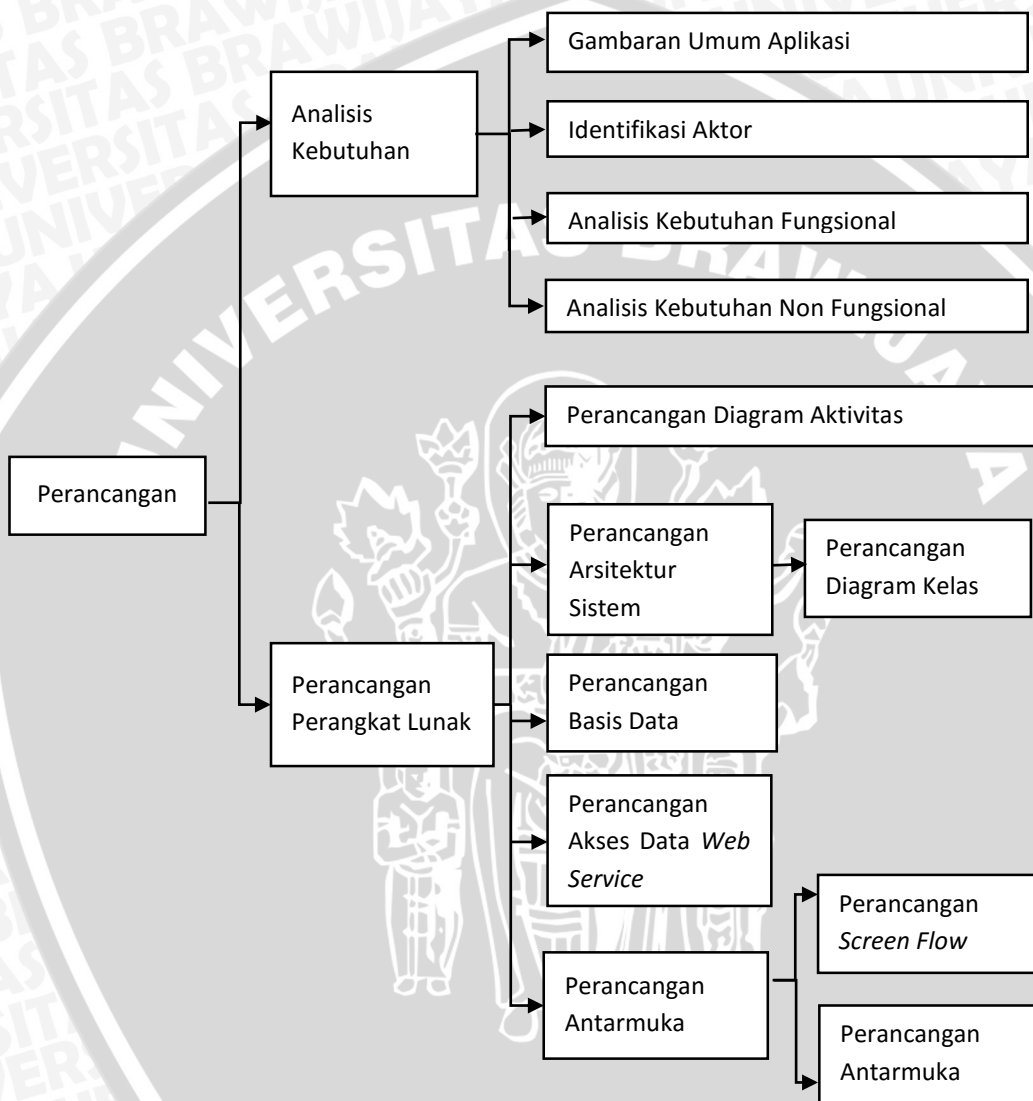 Gambaran Umum Aplikasi
Analisis
Kebutuhan
Identifikasi Aktor
Analisis Kebutuhan Fungsional
Analisis Kebutuhan Non Fungsional
UNIVERSITAS BRAWIJAYA
Perancangan
Perancangan Diagram Aktivitas
Perancangan
Arsitektur
Sistem
Perancangan
Diagram Kelas
Perancangan
Perangkat Lunak
Perancangan
Basis Data
Perancangan
Akses Data Web
Service
Perancangan
Antarmuka
Perancangan
Screen Flow
Perancangan
Antarmuka